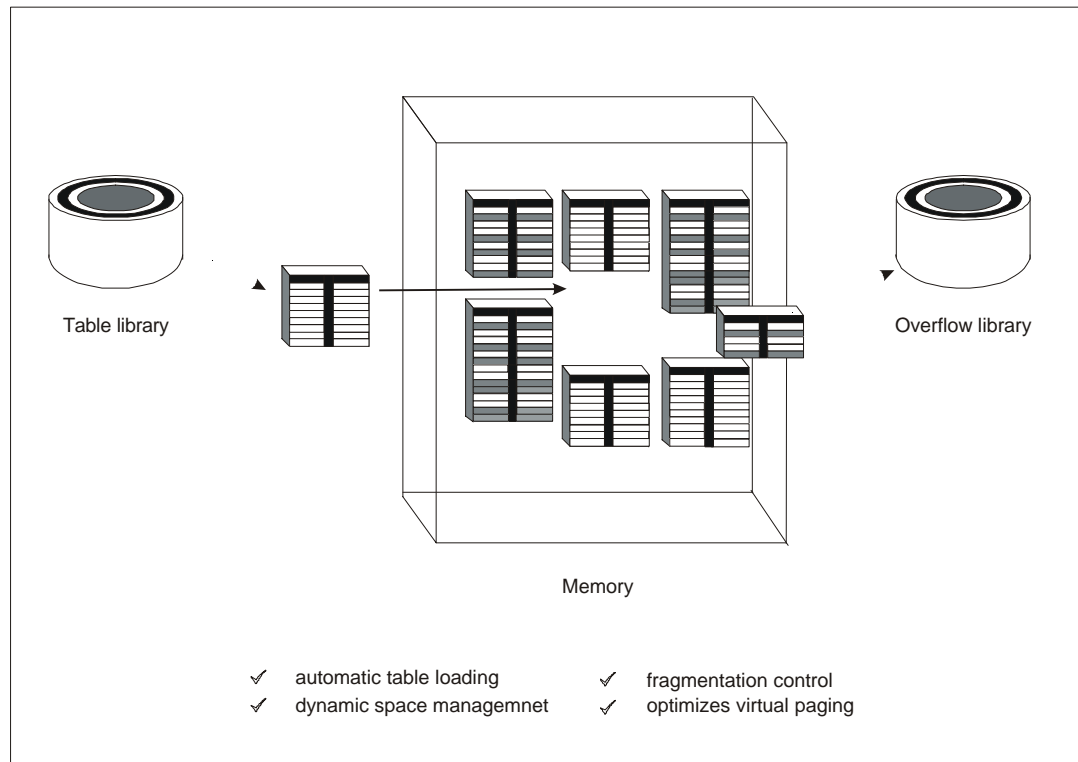 Table library
Overflow library
Memory
automatic table loading
dynamic space managemnet
fragmentation control
optimizes virtual paging